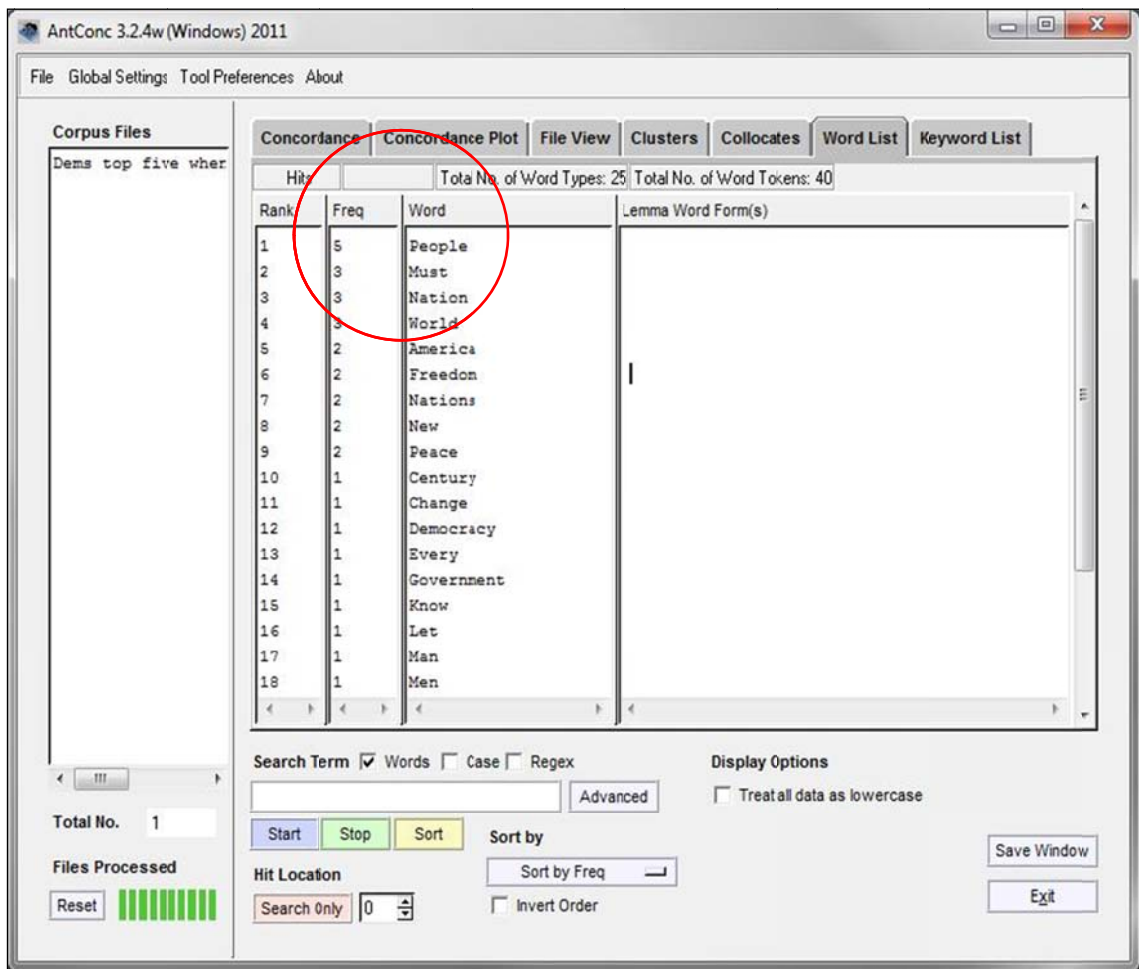 AntConc 3.2.4w (Windows) 2011
File Global Settings Tool Preferences About
Corpus Files
Dems top five wher
Total No. 1
Files Processed
Reset
Concordance Concordance Plot File View Clusters Collocates Word List Keyword List
Hits Total No. of Word Types: 25 Total No. of Word Tokens: 40
Rank Freq Word Lemma Word Form(s)
1 5 People
2 3 Must
3 3 Nation
4 3 World
5 2 America
6 2 Freedom
7 2 Nations
8 2 New
9 2 Peace
10 1 Century
11 1 Change
12 1 Democracy
13 1 Every
14 1 Government
15 1 Know
16 1 Let
17 1 Man
18 1 Men
Search Term Words Case Regex
Advanced
Start Stop Sort
Hit Location
Search Only 0
Sort by
Sort by Freq
Invert Order
Display Options
Treat all data as lowercase
Save Window
Exit